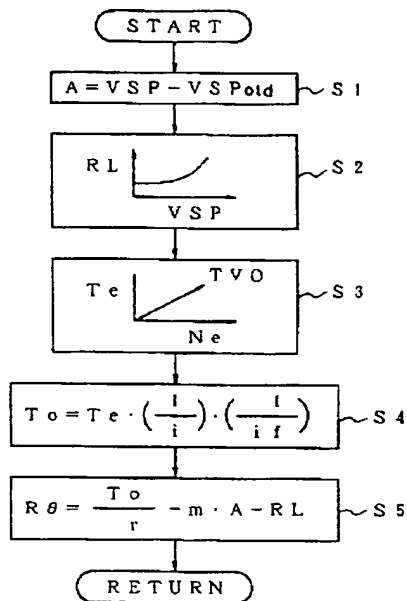 START
A = VSP - VSPold
S1
RL
VSP
S2
Te
TVO
Ne
S3
To = Te · (1/i) · (1/if)
S4
Rθ = To/r - m · A - RL
S5
RETURN